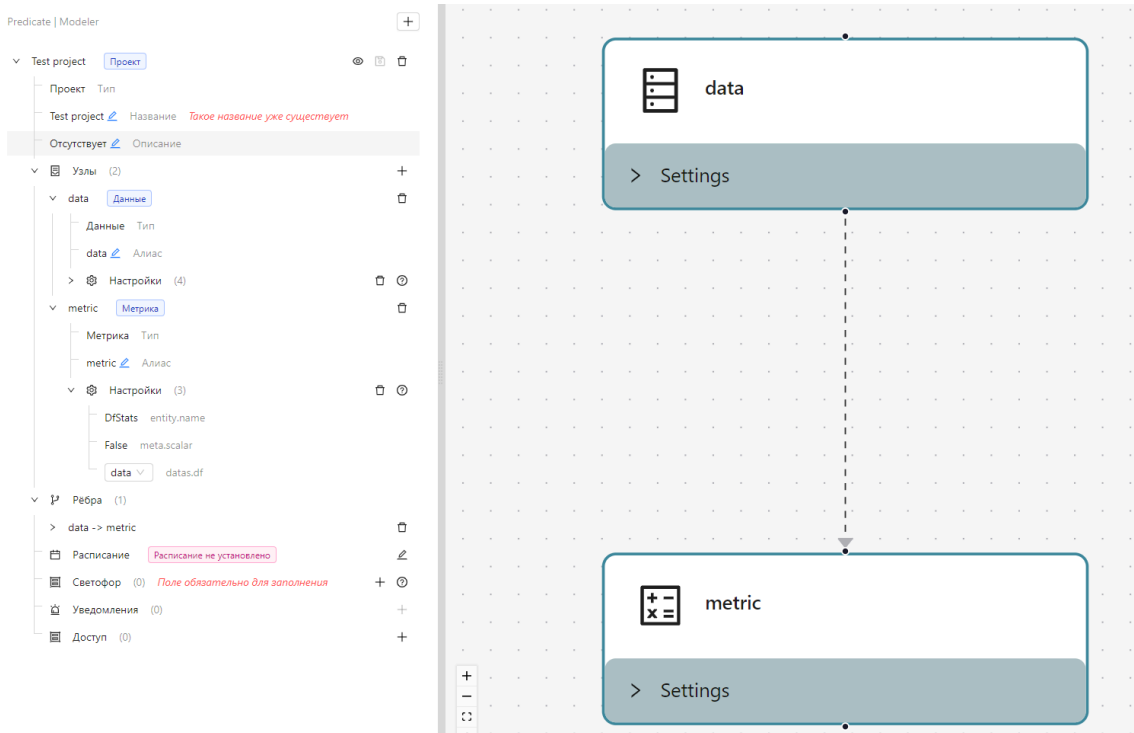 Predicate | Modeler
Test project Проект
Проект Тип
Test project Название Такое название уже существует
Отсутствует Описание
Узлы (2)
data Данные
Данные Тип
data Алиас
Настройки (4)
metric Метрика
Метрика Тип
metric Алиас
Настройки (3)
DfStats entity.name
False meta.scalar
data datas.df
Рёбра (1)
data -> metric
Расписание Расписание не установлено
Светофор (0) Поле обязательно для заполнения
Уведомления (0)
Доступ (0)
data
Settings
metric
Settings